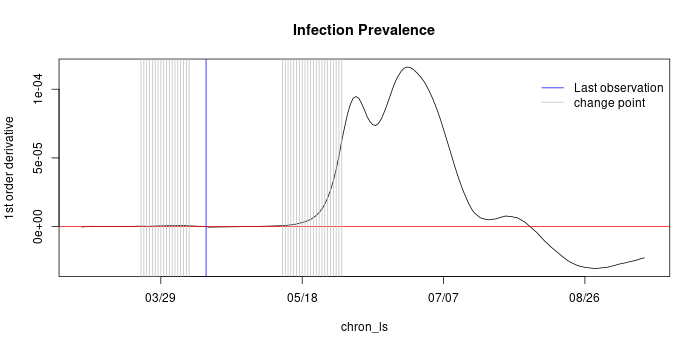 Infection Prevalence
1st order derivative
1e-04
5e-05
0e+00
Last observation
change point
03/29
05/18
07/07
08/26
chron_ls